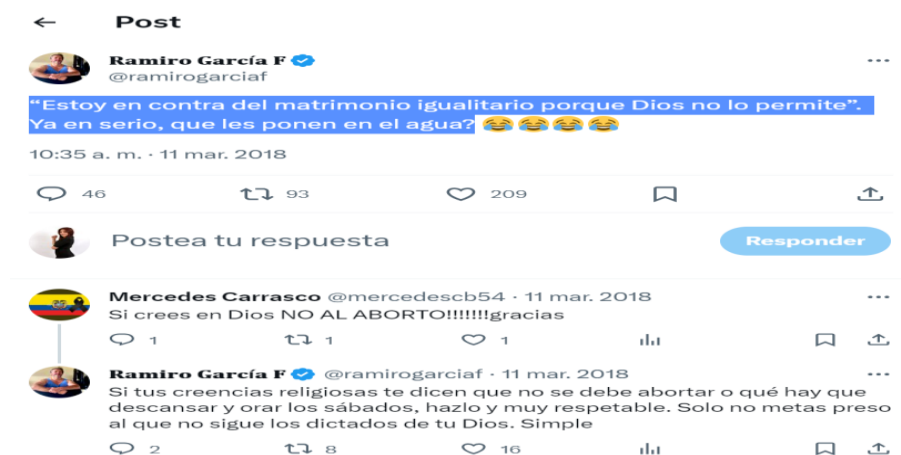 Post
Ramiro García F
@ramirogarciaf
“Estoy en contra del matrimonio igualitario porque Dios no lo permite”.
Ya en serio, que les ponen en el agua? 😂😂😂😂
10:35 a. m. · 11 mar. 2018
46 93 209
Postea tu respuesta Responder
Mercedes Carrasco @mercedescb54 · 11 mar. 2018
Si crees en Dios NO AL ABORTO!!!!!!!gracias
1 1 1
Ramiro García F @ramirogarciaf · 11 mar. 2018
Si tus creencias religiosas te dicen que no se debe abortar o qué hay que
descansar y orar los sábados, hazlo y muy respetable. Solo no metas preso
al que no sigue los dictados de tu Dios. Simple
2 8 16